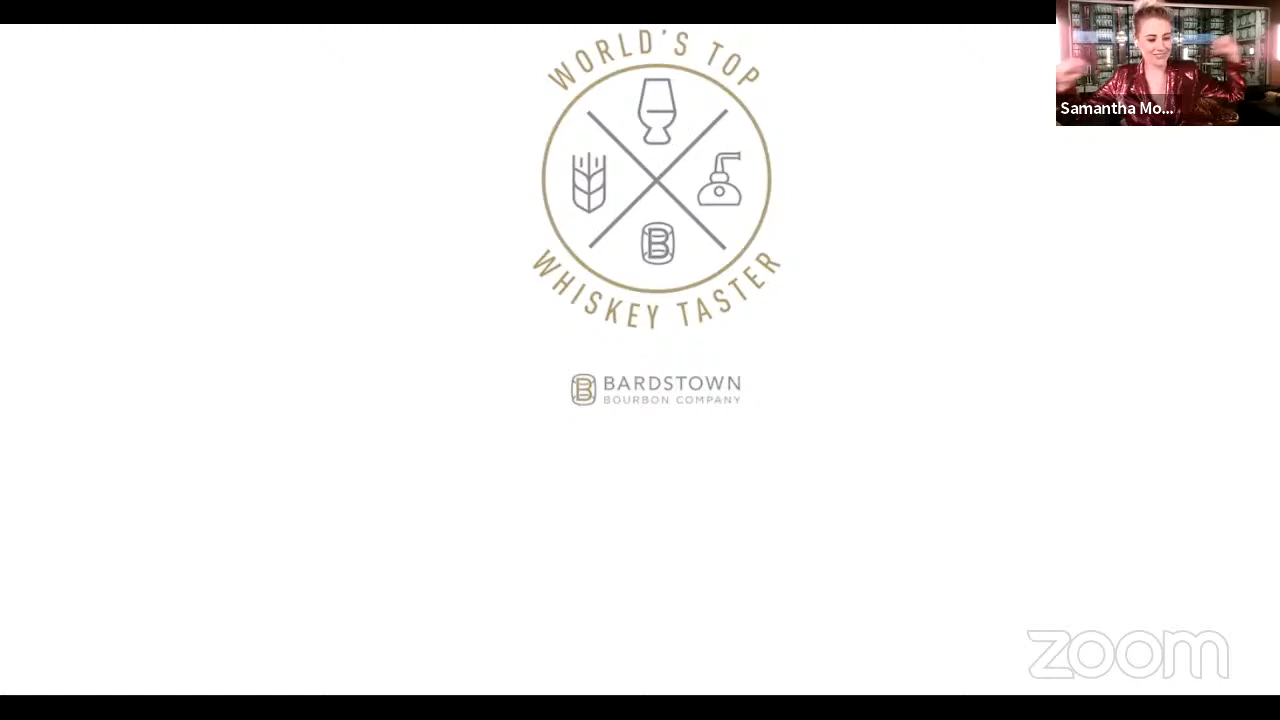 Samantha Mo...
WORLD'S TOP
B
WHISKEY TASTER
B BARDSTOWN
BOURBON COMPANY
zoom